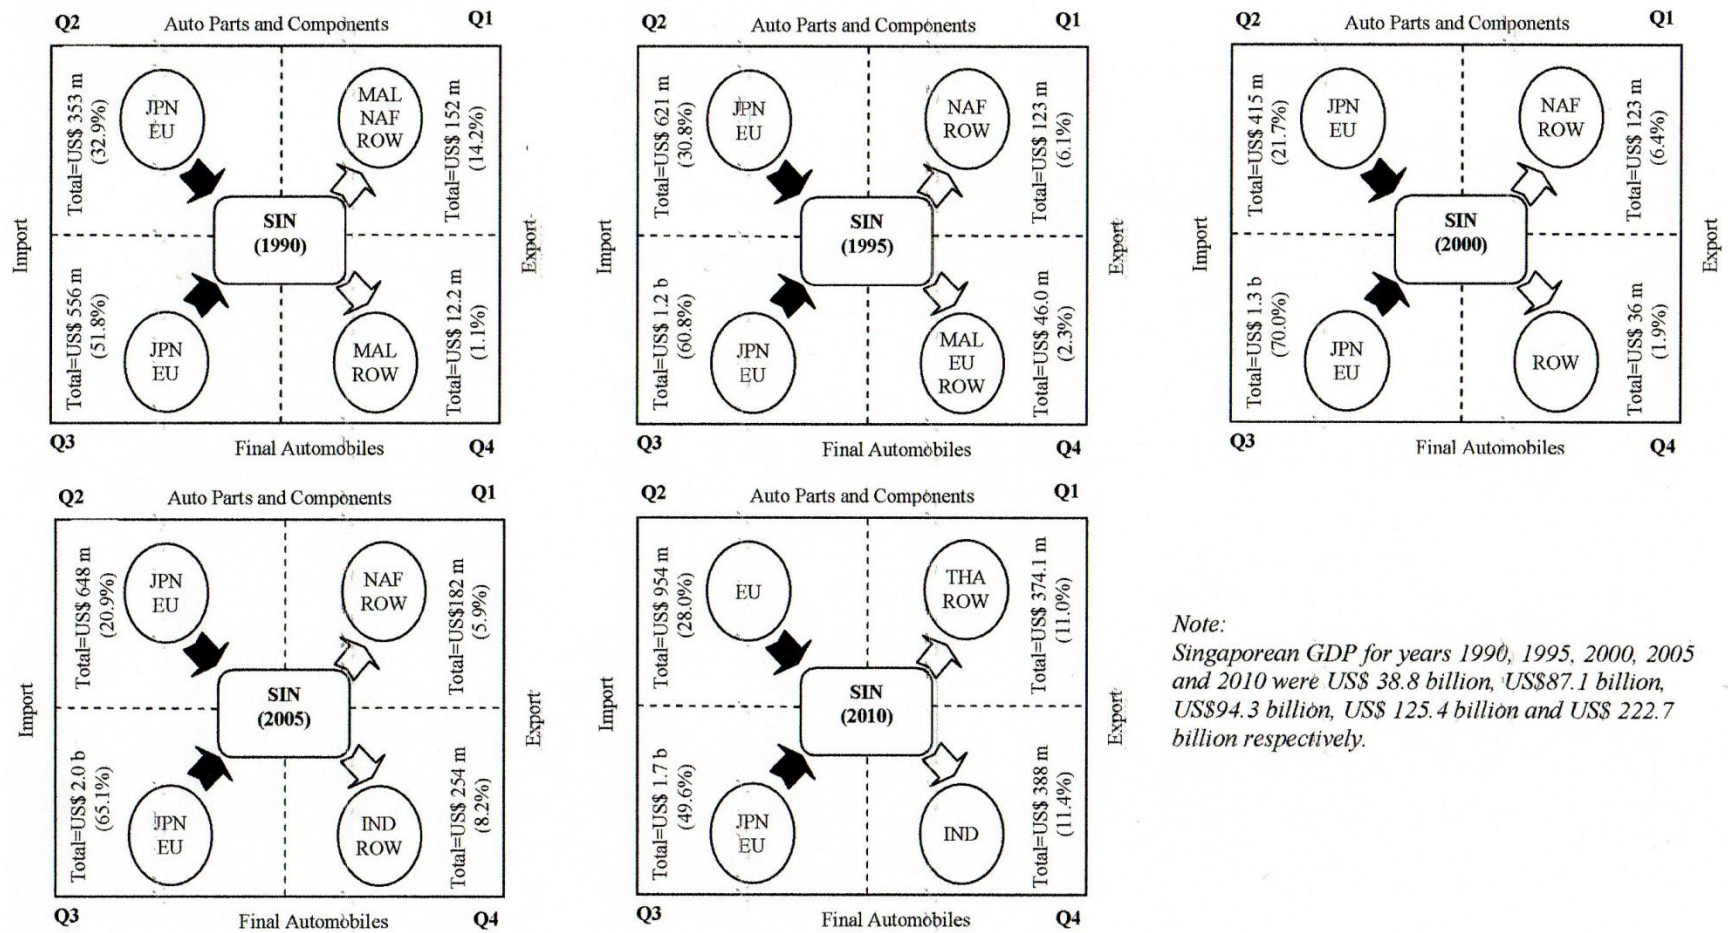 Q2 Auto Parts and Components Q1
Total=US$ 353 m
(32.9%)
JPN
EU
MAL
NAF
ROW
Total=US$ 152 m
(14.2%)
Import
SIN
(1990)
Export
Total=US$ 556 m
(51.8%)
JPN
EU
MAL
ROW
Total=US$ 12.2 m
(1.1%)
Q3 Final Automobiles Q4
Q2 Auto Parts and Components Q1
Total=US$ 621 m
(30.8%)
JPN
EU
NAF
ROW
Total=US$ 123 m
(6.1%)
Import
SIN
(1995)
Export
Total=US$ 1.2 b
(60.8%)
JPN
EU
MAL
EU
ROW
Total=US$ 46.0 m
(2.3%)
Q3 Final Automobiles Q4
Q2 Auto Parts and Components Q1
Total=US$ 415 m
(21.7%)
JPN
EU
NAF
ROW
Total=US$ 123 m
(6.4%)
Import
SIN
(2000)
Export
Total=US$ 1.3 b
(70.0%)
JPN
EU
ROW
Total=US$ 36 m
(1.9%)
Q3 Final Automobiles Q4
Q2 Auto Parts and Components Q1
Total=US$ 648 m
(20.9%)
JPN
EU
NAF
ROW
Total=US$182 m
(5.9%)
Import
SIN
(2005)
Export
Total=US$ 2.0 b
(65.1%)
JPN
EU
IND
ROW
Total=US$ 254 m
(8.2%)
Q3 Final Automobiles Q4
Q2 Auto Parts and Components Q1
Total=US$ 954 m
(28.0%)
EU
THA
ROW
Total=US$ 374.1 m
(11.0%)
Import
SIN
(2010)
Export
Total=US$ 1.7 b
(49.6%)
JPN
EU
IND
Total=US$ 388 m
(11.4%)
Q3 Final Automobiles Q4
Note:
Singaporean GDP for years 1990, 1995, 2000, 2005
and 2010 were US$ 38.8 billion, US$87.1 billion,
US$94.3 billion, US$ 125.4 billion and US$ 222.7
billion respectively.